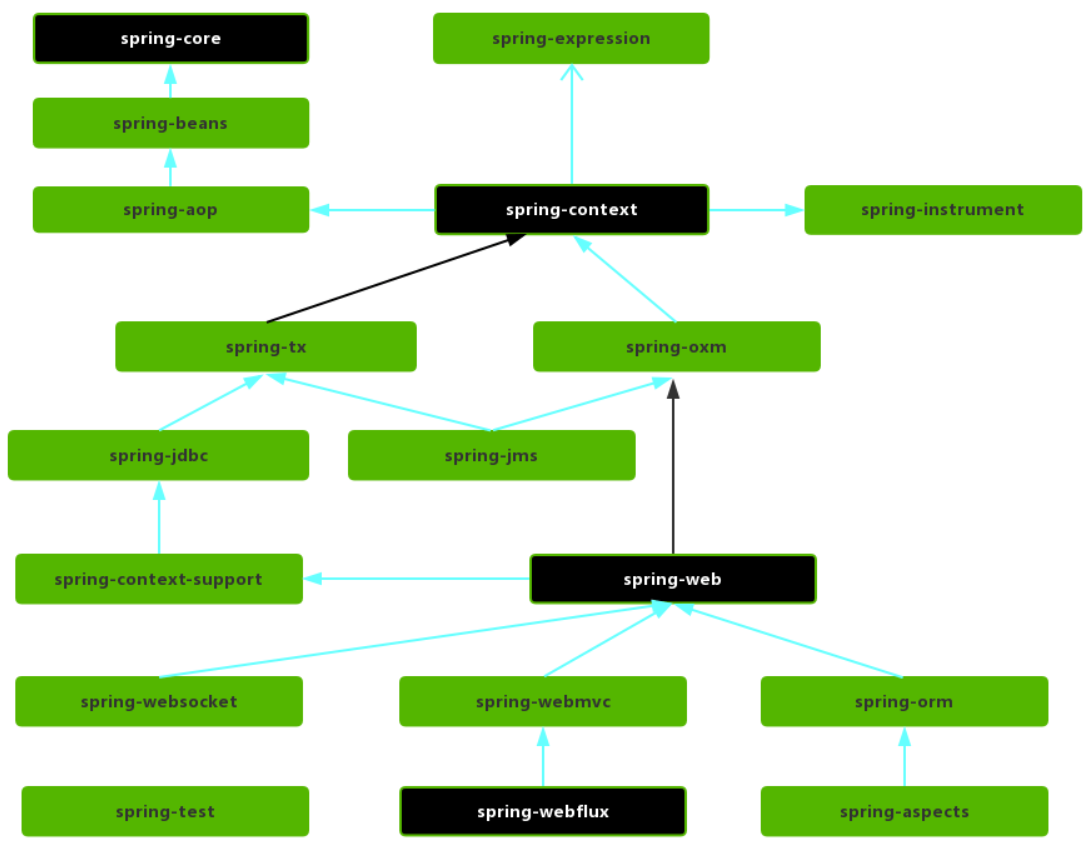 spring-core
spring-expression
spring-beans
spring-aop
spring-context
spring-instrument
spring-tx
spring-oxm
spring-jdbc
spring-jms
spring-context-support
spring-web
spring-websocket
spring-webmvc
spring-orm
spring-test
spring-webflux
spring-aspects